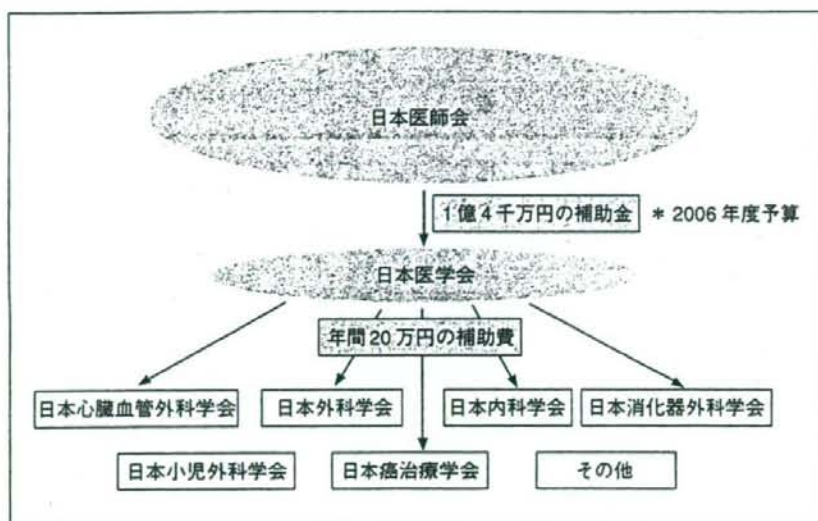 日本医師会
1億4千万円の補助金 * 2006年度予算
日本医学会
年間20万円の補助費
日本心臓血管外科学会 日本外科学会 日本内科学会 日本消化器外科学会
日本小児外科学会 日本癌治療学会 その他